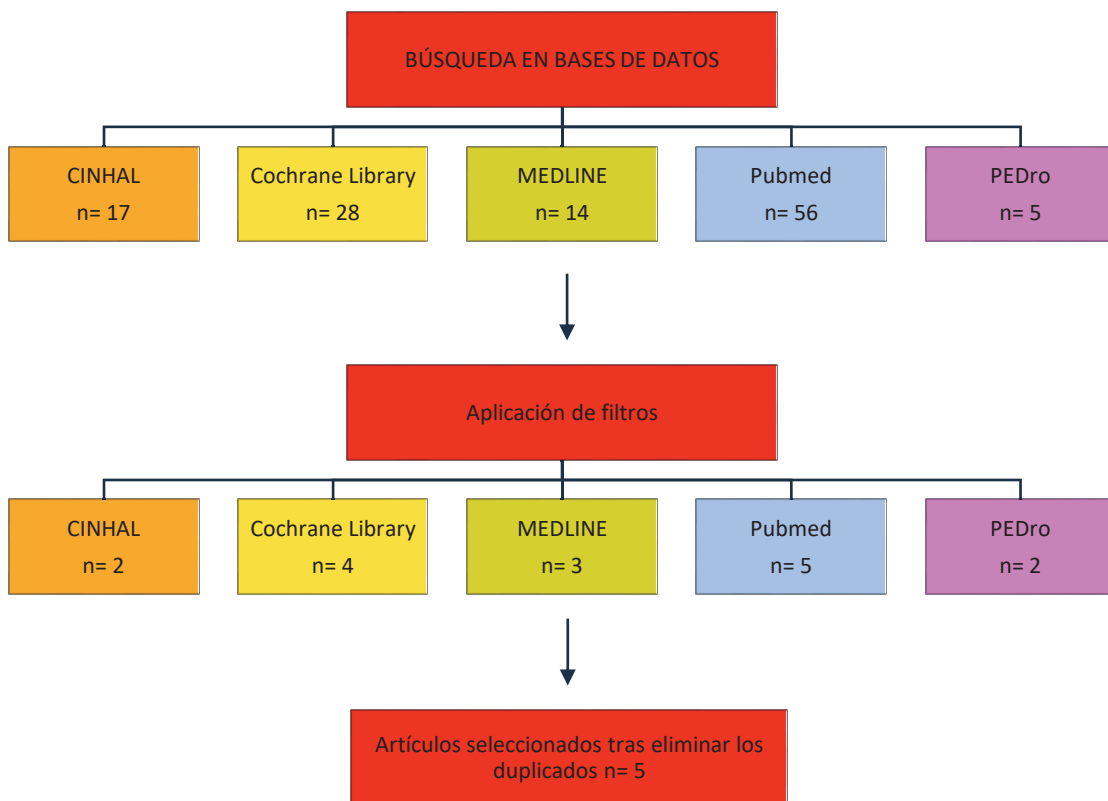 BÚSQUEDA EN BASES DE DATOS
CINHAL
n= 17
Cochrane Library
n= 28
MEDLINE
n= 14
Pubmed
n= 56
PEDro
n= 5
Aplicación de filtros
CINHAL
n= 2
Cochrane Library
n= 4
MEDLINE
n= 3
Pubmed
n= 5
PEDro
n= 2
Artículos seleccionados tras eliminar los
duplicados n= 5